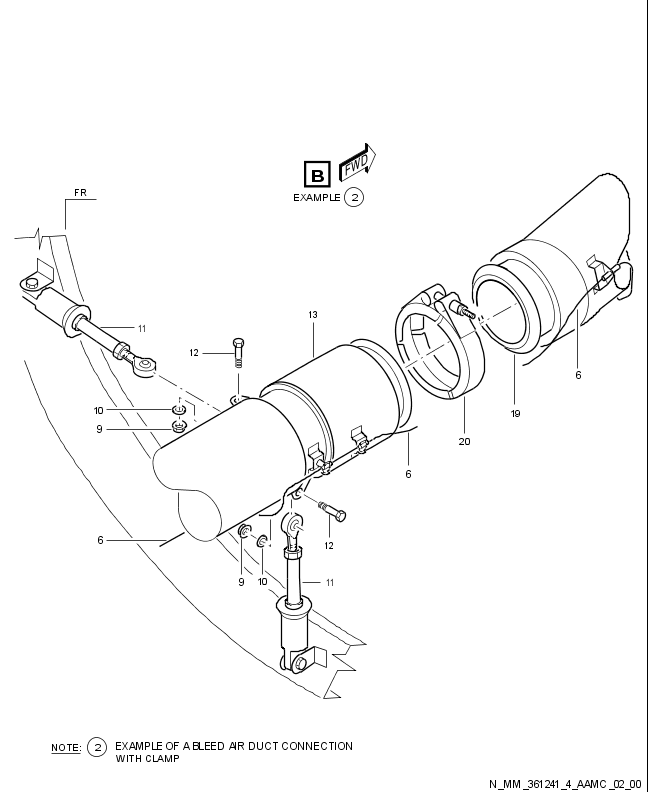 B FWD
EXAMPLE 2
FR
11
13
12
10
9
6
19
20
6
12
6
9 10
11
NOTE: 2 EXAMPLE OF A BLEED AIR DUCT CONNECTION
WITH CLAMP
N_MM_361241_4_AAMC_02_00